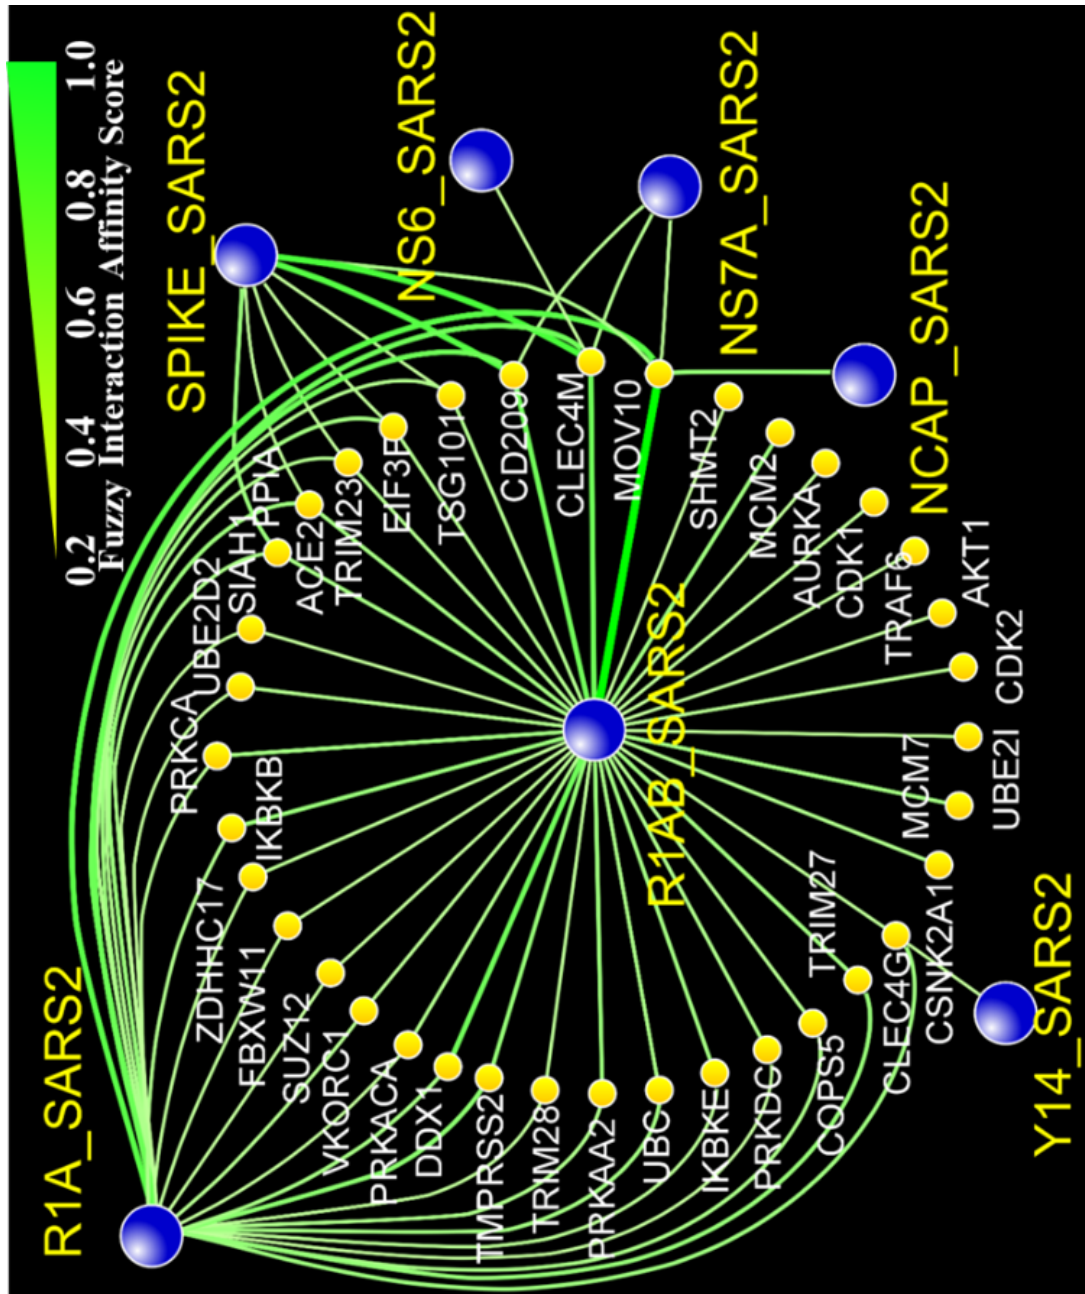 0.2 0.4 0.6 0.8 1.0
Fuzzy Interaction Affinity Score
R1A_SARS2
SPIKE_SARS2
NS6_SARS2
NS7A_SARS2
NCAP_SARS2
Y14_SARS2
R1AB_SARS2
ZDHHC17
PRKCA
UBE2D2
SIAH1
PPIA
ACE2
TRIM23
EIF3F
TSG101
CD209
CLEC4M
MOV10
SHMT2
MCM2
AURKA
CDK1
TRAF6
AKT1
CDK2
UBE2I
MCM7
CSNK2A1
CLEC4G
TRIM27
COPS5
PRKDC
IKBKE
UBC
PRKAA2
TRIM28
TMPRSS2
DDX1
PRKACA
VKORC1
SUZ12
FBXW11
IKBKB